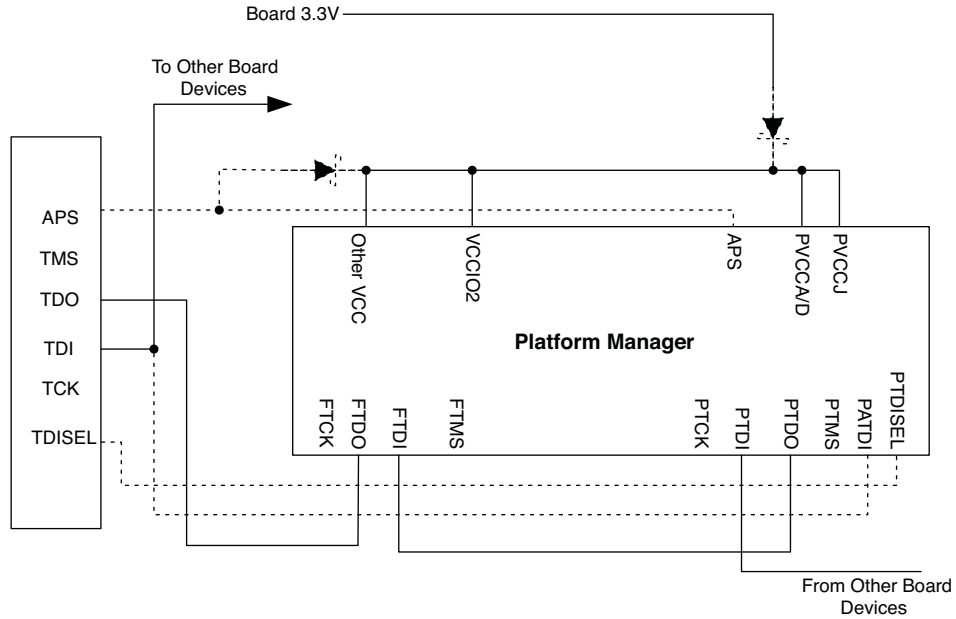 Board 3.3V
To Other Board
Devices
APS
TMS
TDO
TDI
TCK
TDISEL
Other VCC
VCCIO2
APS
PVCCA/D
PVCCJ
Platform Manager
FTCK
FTDO
FTDI
FTMS
PTCK
PTDI
PTDO
PTMS
PATDI
PTDISEL
From Other Board
Devices